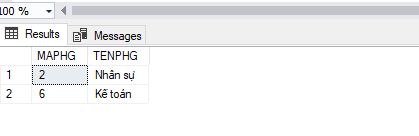 100 %
Results Messages
MAPHG TENPHG
1 2 Nhân sự
2 6 Kế toán